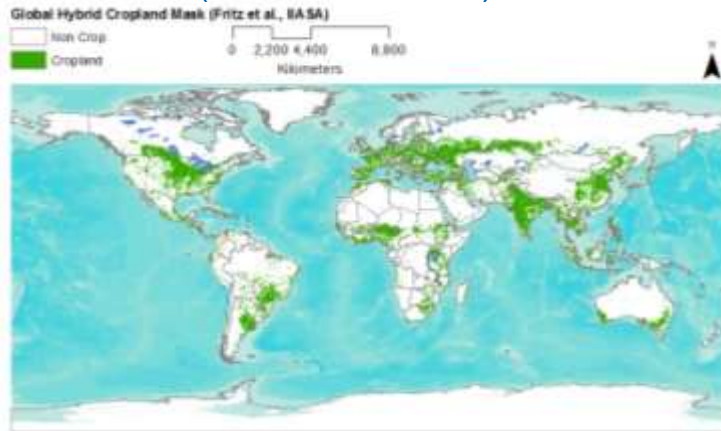 Global Hybrid Cropland Mask (Fritz et al., IIASA)
Non Crop
Cropland
0 2,200 4,400 8,800
Kilometers